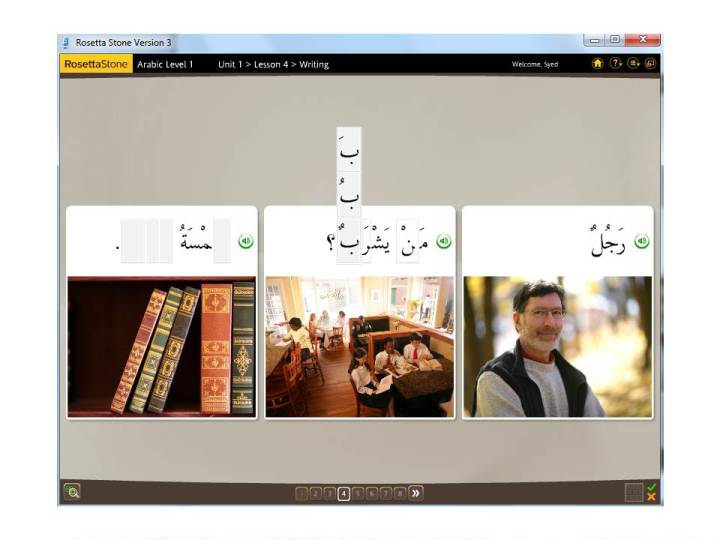 Rosetta Stone Version 3
RosettaStone Arabic Level 1 Unit 1 > Lesson 4 > Writing Welcome, Syed
بَ
بُ
رَجُلٌ
مَنْ يَشْرَبٌ ؟
ـمْسَةُ .
1 2 3 4 5 6 7 8